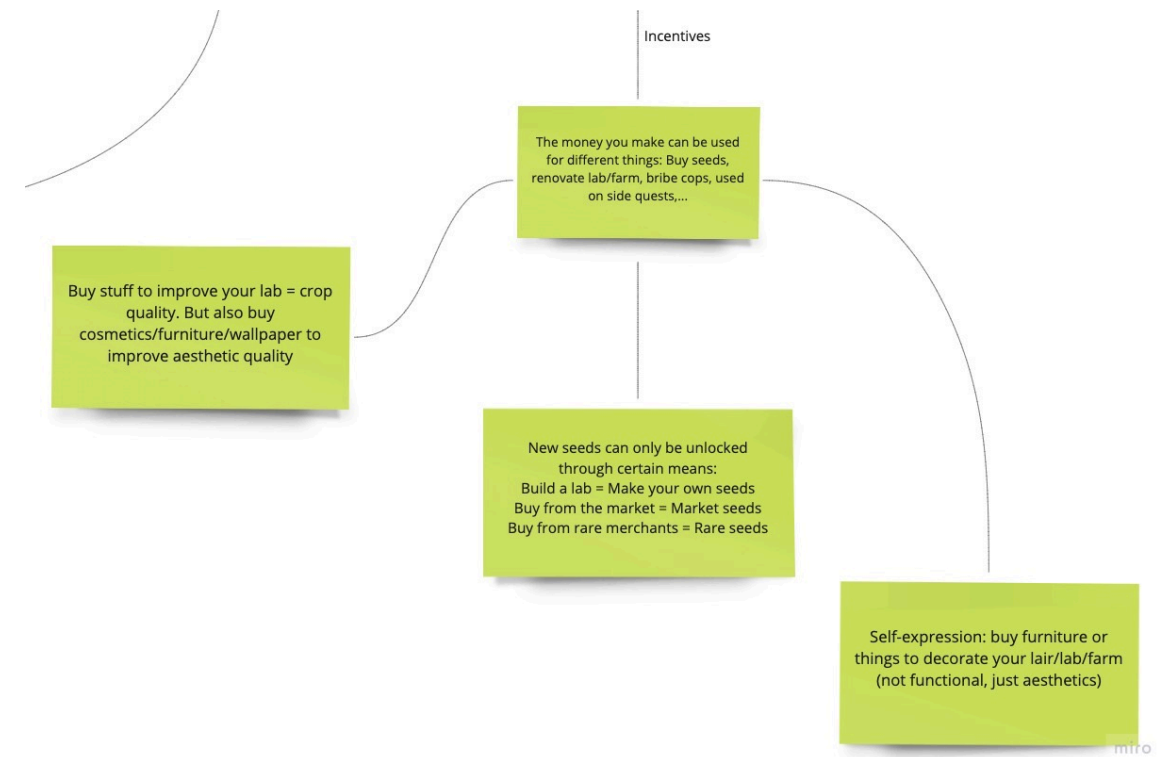 Incentives
The money you make can be used
for different things: Buy seeds,
renovate lab/farm, bribe cops, used
on side quests,...
Buy stuff to improve your lab = crop
quality. But also buy
cosmetics/furniture/wallpaper to
improve aesthetic quality
New seeds can only be unlocked
through certain means:
Build a lab = Make your own seeds
Buy from the market = Market seeds
Buy from rare merchants = Rare seeds
Self-expression: buy furniture or
things to decorate your lair/lab/farm
(not functional, just aesthetics)
miro